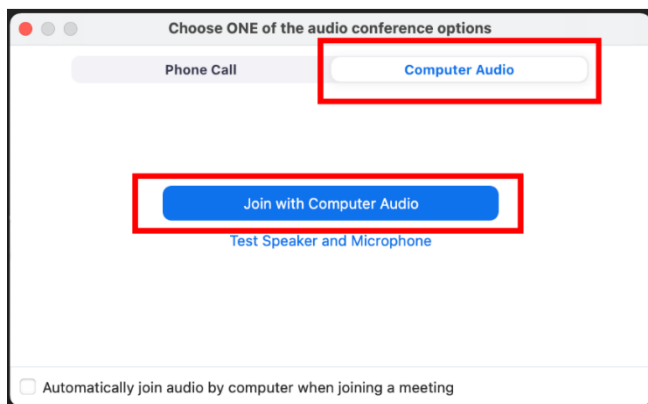 Choose ONE of the audio conference options
Phone Call
Computer Audio
Join with Computer Audio
Test Speaker and Microphone
Automatically join audio by computer when joining a meeting